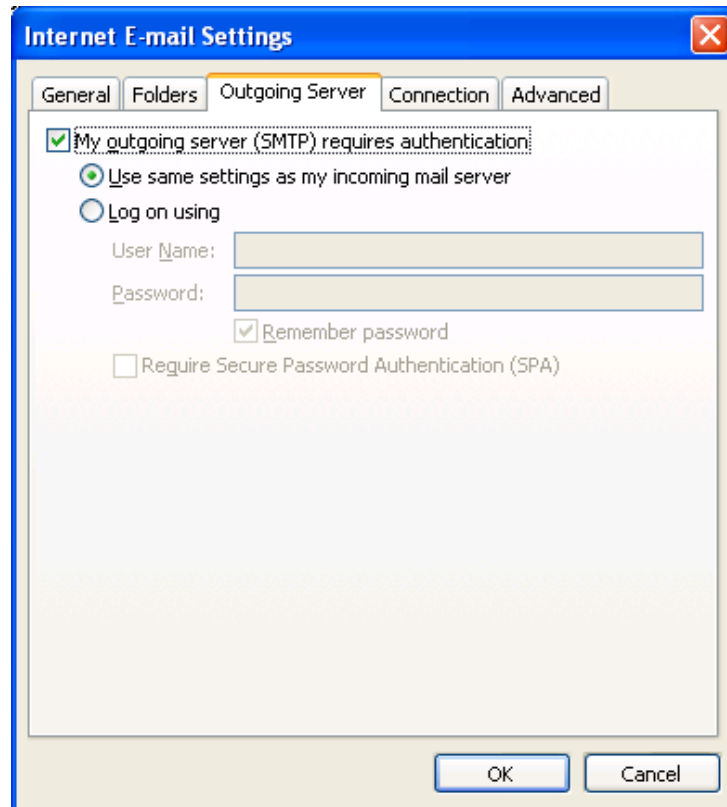 Internet E-mail Settings
General Folders Outgoing Server Connection Advanced
My outgoing server (SMTP) requires authentication
Use same settings as my incoming mail server
Log on using
User Name:
Password:
Remember password
Require Secure Password Authentication (SPA)
OK Cancel